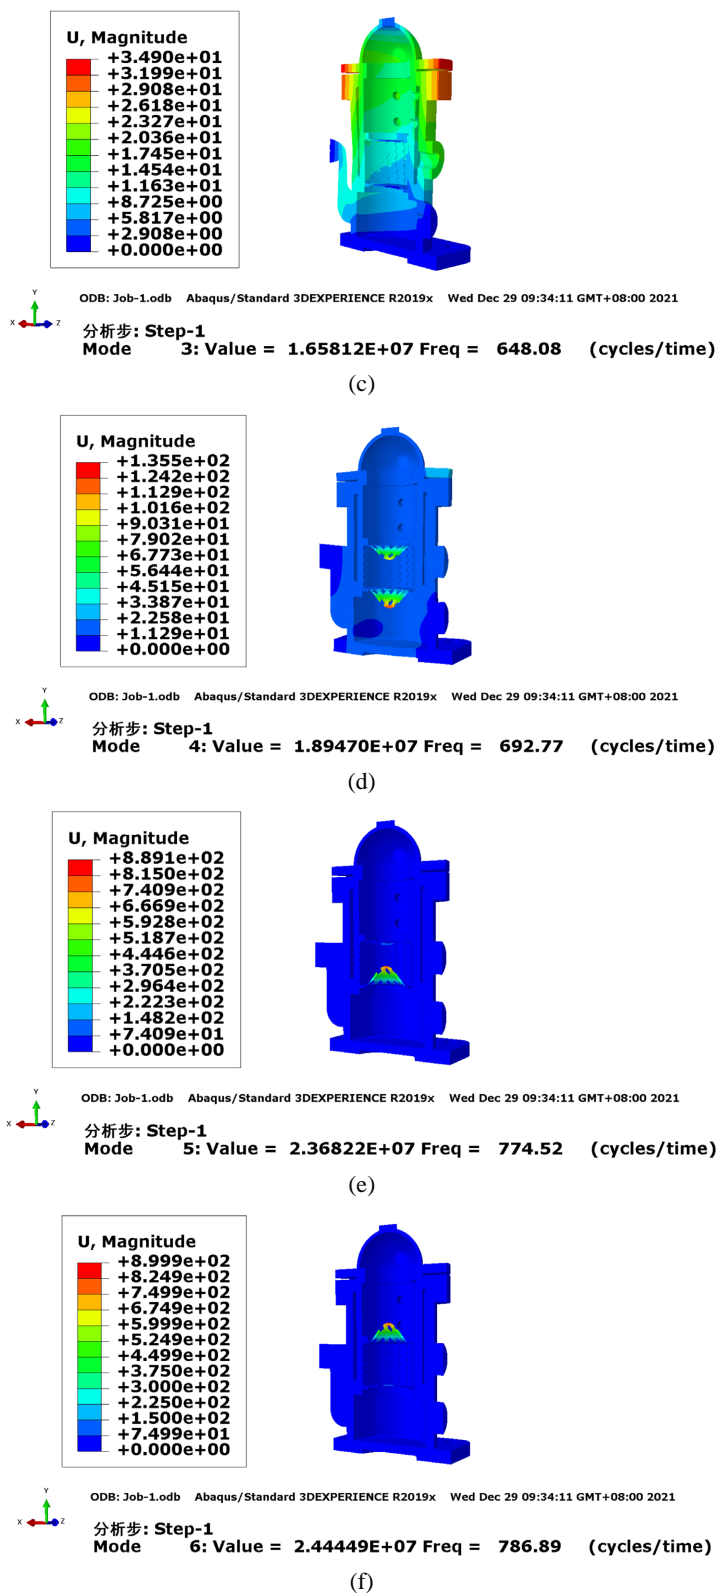 U, Magnitude
+3.490e+01
+3.199e+01
+2.908e+01
+2.618e+01
+2.327e+01
+2.036e+01
+1.745e+01
+1.454e+01
+1.163e+01
+8.725e+00
+5.817e+00
+2.908e+00
+0.000e+00
Y
X Z
ODB: Job-1.odb Abaqus/Standard 3DEXPERIENCE R2019x Wed Dec 29 09:34:11 GMT+08:00 2021
分析步: Step-1
Mode 3: Value = 1.65812E+07 Freq = 648.08 (cycles/time)
(c)
U, Magnitude
+1.355e+02
+1.242e+02
+1.129e+02
+1.016e+02
+9.031e+01
+7.902e+01
+6.773e+01
+5.644e+01
+4.515e+01
+3.387e+01
+2.258e+01
+1.129e+01
+0.000e+00
Y
X Z
ODB: Job-1.odb Abaqus/Standard 3DEXPERIENCE R2019x Wed Dec 29 09:34:11 GMT+08:00 2021
分析步: Step-1
Mode 4: Value = 1.89470E+07 Freq = 692.77 (cycles/time)
(d)
U, Magnitude
+8.891e+02
+8.150e+02
+7.409e+02
+6.669e+02
+5.928e+02
+5.187e+02
+4.446e+02
+3.705e+02
+2.964e+02
+2.223e+02
+1.482e+02
+7.409e+01
+0.000e+00
Y
X Z
ODB: Job-1.odb Abaqus/Standard 3DEXPERIENCE R2019x Wed Dec 29 09:34:11 GMT+08:00 2021
分析步: Step-1
Mode 5: Value = 2.36822E+07 Freq = 774.52 (cycles/time)
(e)
U, Magnitude
+8.999e+02
+8.249e+02
+7.499e+02
+6.749e+02
+5.999e+02
+5.249e+02
+4.499e+02
+3.750e+02
+3.000e+02
+2.250e+02
+1.500e+02
+7.499e+01
+0.000e+00
Y
X Z
ODB: Job-1.odb Abaqus/Standard 3DEXPERIENCE R2019x Wed Dec 29 09:34:11 GMT+08:00 2021
分析步: Step-1
Mode 6: Value = 2.44449E+07 Freq = 786.89 (cycles/time)
(f)